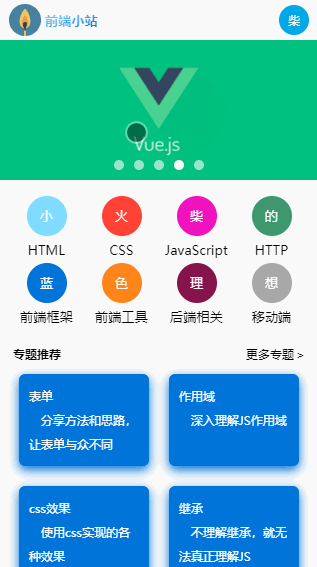 前端小站 柴
Vue.js
小 火 柴 的
HTML CSS JavaScript HTTP
蓝 色 理 想
前端框架 前端工具 后端相关 移动端
专题推荐 更多专题 >
表单
分享方法和思路，
让表单与众不同
作用域
深入理解JS作用域
css效果
使用css实现的各
种效果
继承
不理解继承，就无
法真正理解JS